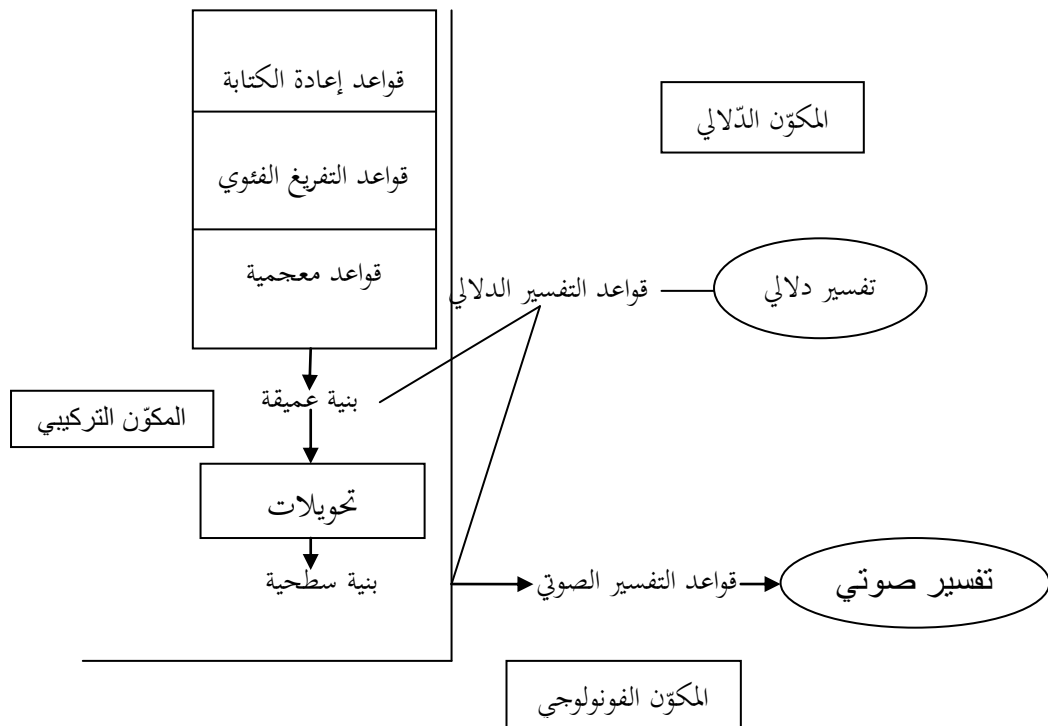 قواعد إعادة الكتابة
المكوّن الدّلالي
قواعد التفريغ الفئوي
قواعد معجمية
قواعد التفسير الدلالي
تفسير دلالي
بنية عميقة
المكوّن التركيبي
تحويلات
بنية سطحية
قواعد التفسير الصوتي
تفسير صوتي
المكوّن الفونولوجي